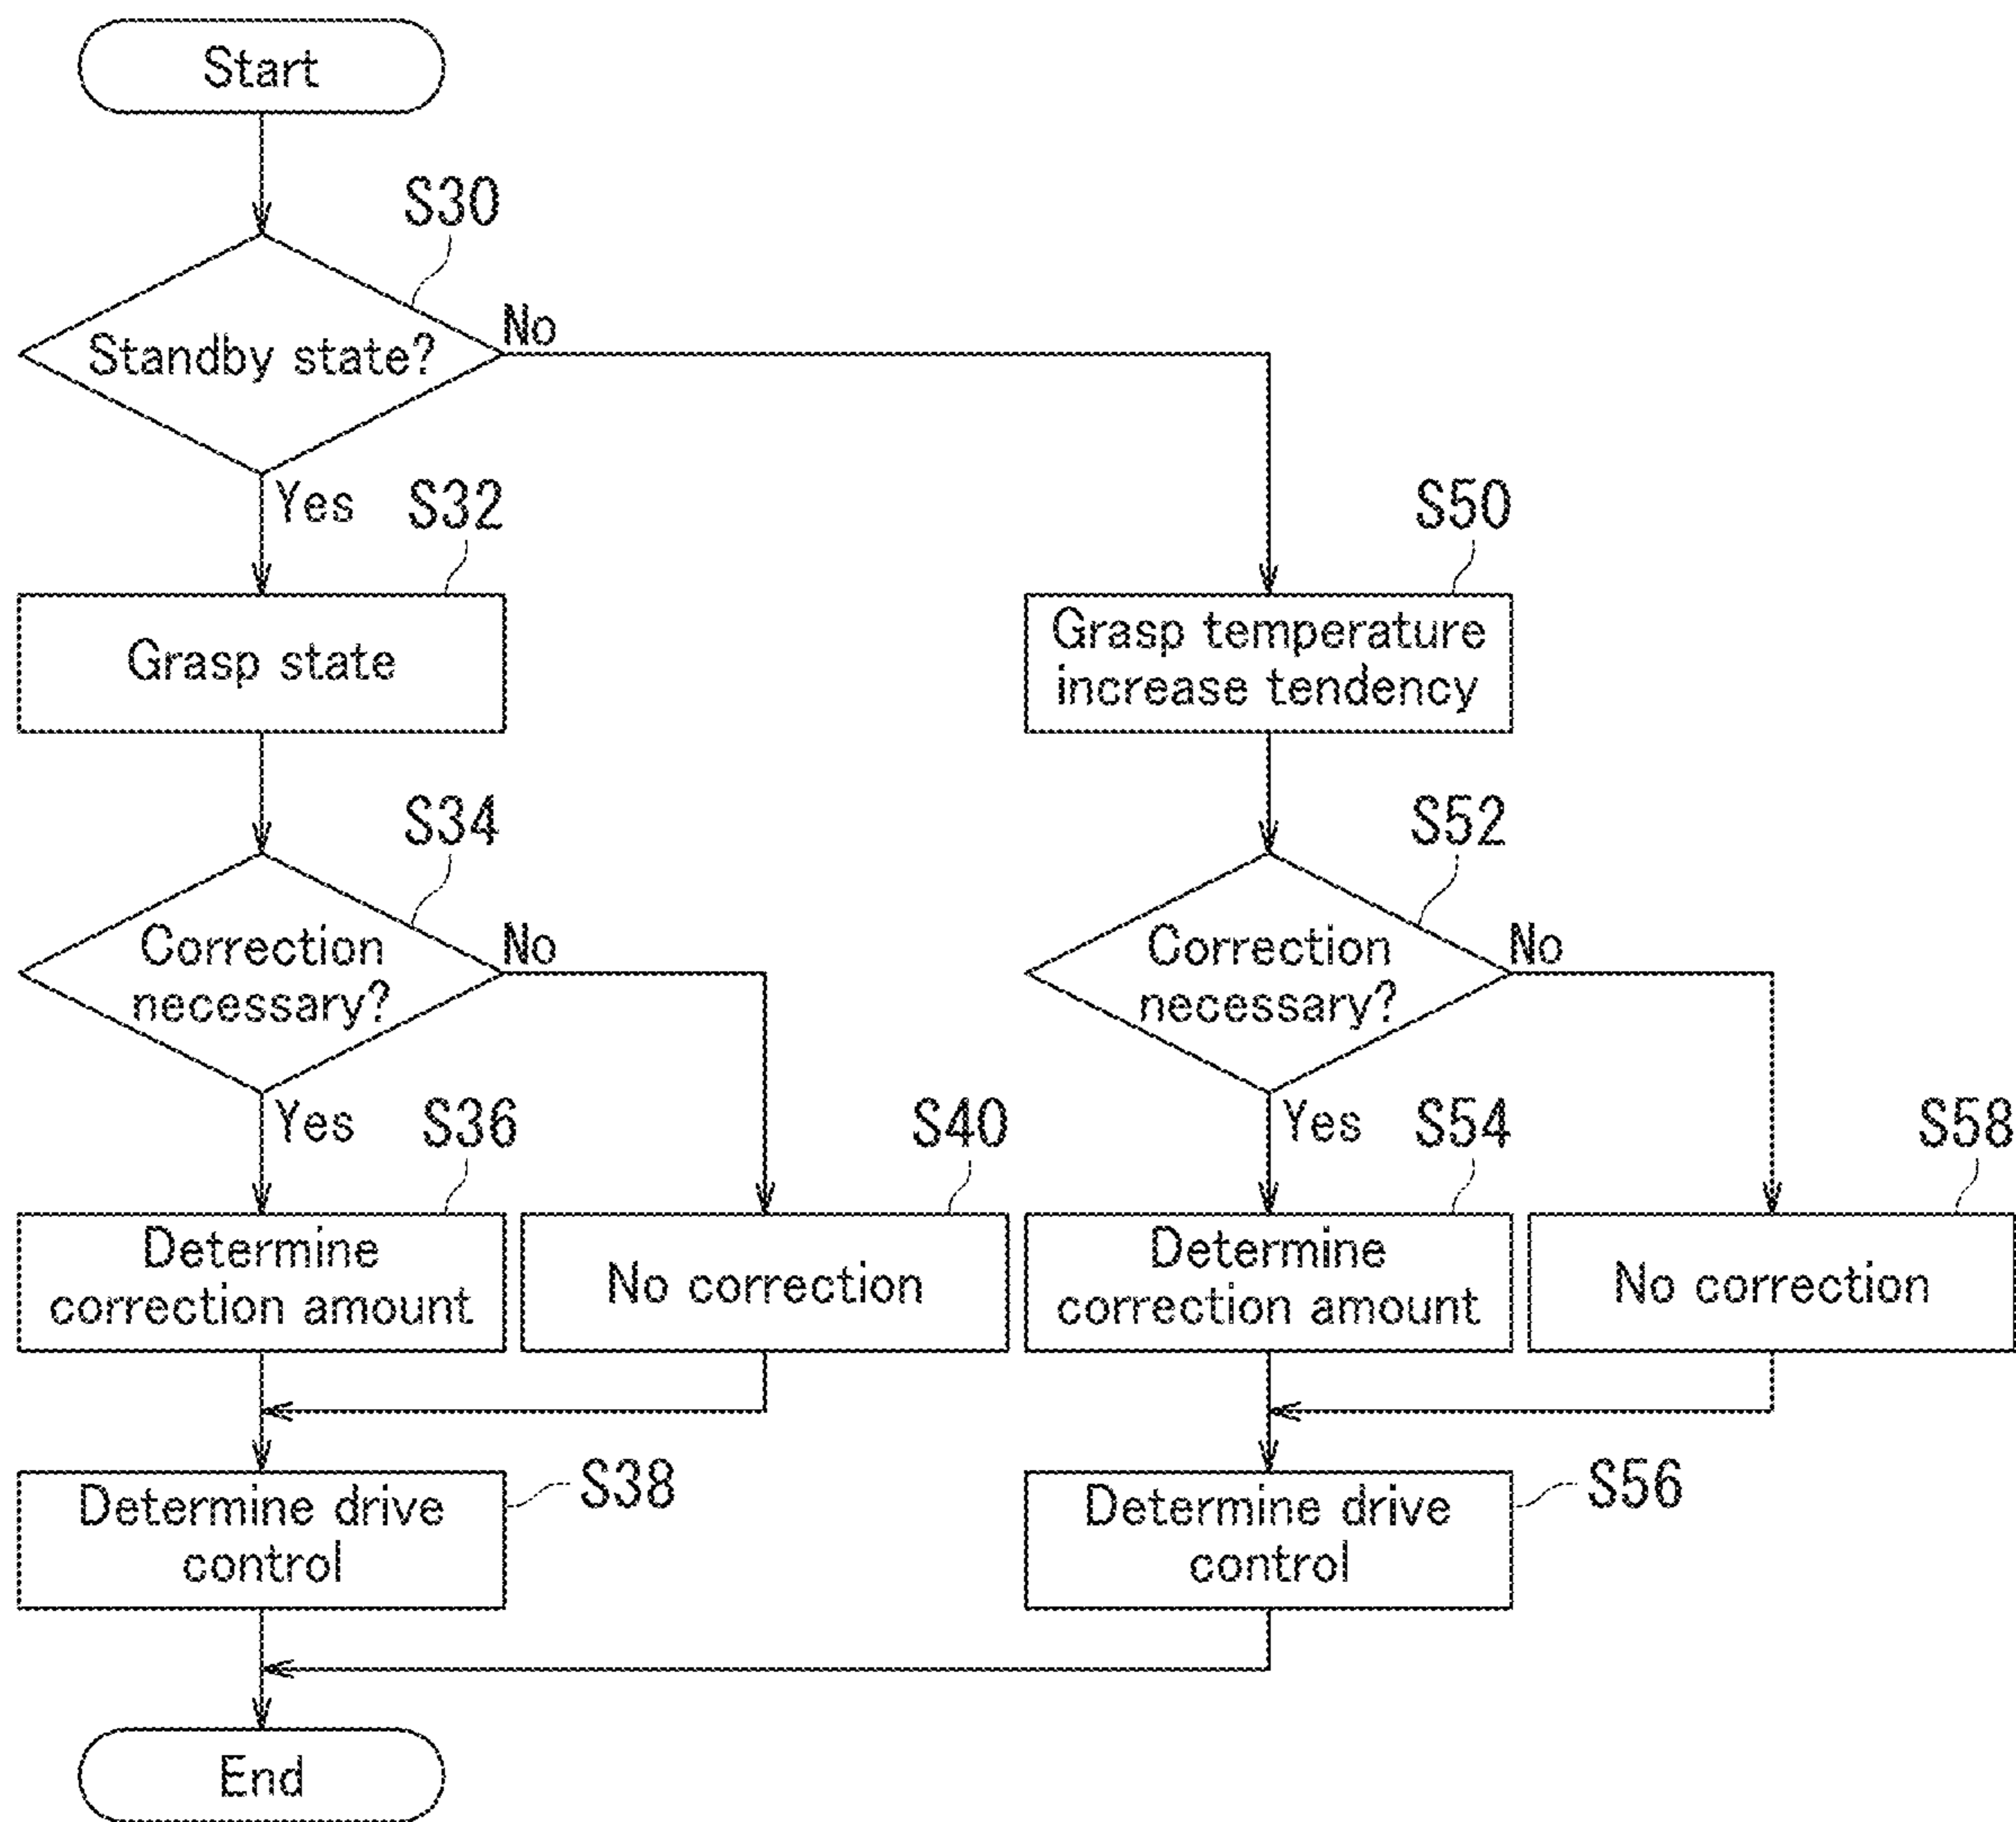 Start
S30
Standby state?
No
Yes
S32
S50
Grasp state
Grasp temperature
increase tendency
S34
S52
Correction
necessary?
No
Correction
necessary?
No
Yes
S36
S40
Yes
S54
S58
Determine
correction amount
No correction
Determine
correction amount
No correction
Determine drive
control
S38
Determine drive
control
S56
End